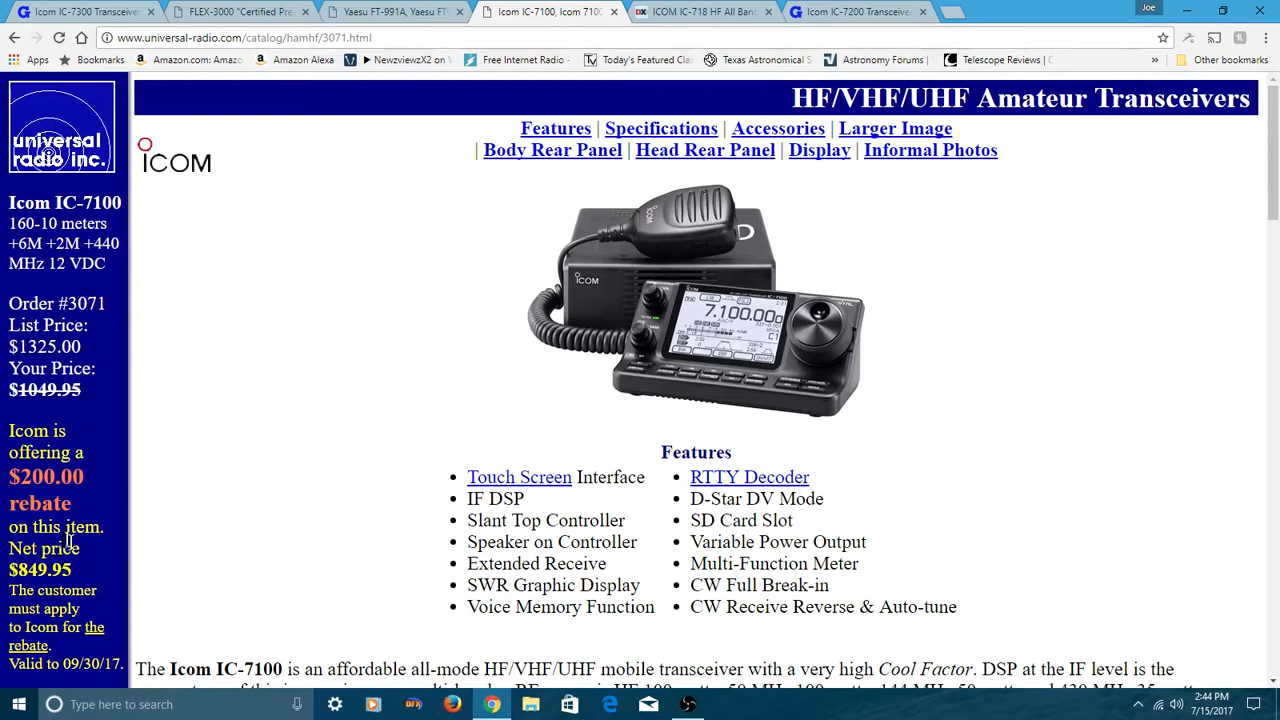 Icom IC-7300 Transceivers
FLEX-3000 "Certified Pre
Yaesu FT-991A, Yaesu FT
Icom IC-7100, Icom 7100
ICOM IC-718 HF All Band
Icom IC-7200 Transceivers
Joe
www.universal-radio.com/catalog/hamhf/3071.html
Apps
Bookmarks
Amazon.com: Amazo
Amazon Alexa
NewzviewzX2 on
Free Internet Radio -
Today's Featured Cla
Texas Astronomical S
Astronomy Forums
Telescope Reviews
Other bookmarks
universal
radio inc.
Icom IC-7100
160-10 meters
+6M +2M +440
MHz 12 VDC
Order #3071
List Price:
$1325.00
Your Price:
$1049.95
Icom is
offering a
$200.00
rebate
on this item.
Net price
$849.95
The customer
must apply
to Icom for the
rebate.
Valid to 09/30/17.
HF/VHF/UHF Amateur Transceivers
Features | Specifications | Accessories | Larger Image
| Body Rear Panel | Head Rear Panel | Display | Informal Photos
ICOM
ICOM
ICOM
7.100.00
Features
• Touch Screen Interface
• IF DSP
• Slant Top Controller
• Speaker on Controller
• Extended Receive
• SWR Graphic Display
• Voice Memory Function
• RTTY Decoder
• D-Star DV Mode
• SD Card Slot
• Variable Power Output
• Multi-Function Meter
• CW Full Break-in
• CW Receive Reverse & Auto-tune
The Icom IC-7100 is an affordable all-mode HF/VHF/UHF mobile transceiver with a very high Cool Factor. DSP at the IF level is the
Type here to search
2:44 PM
7/15/2017